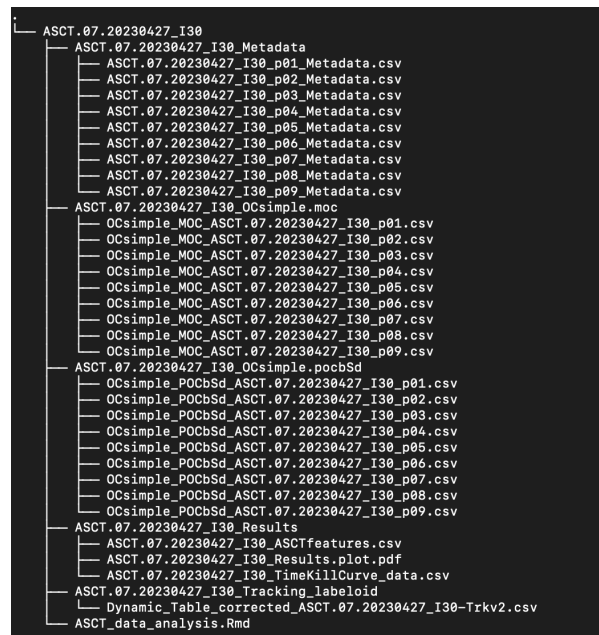 .
└── ASCT.07.20230427_I30
    ├── ASCT.07.20230427_I30_Metadata
    │   ├── ASCT.07.20230427_I30_p01_Metadata.csv
    │   ├── ASCT.07.20230427_I30_p02_Metadata.csv
    │   ├── ASCT.07.20230427_I30_p03_Metadata.csv
    │   ├── ASCT.07.20230427_I30_p04_Metadata.csv
    │   ├── ASCT.07.20230427_I30_p05_Metadata.csv
    │   ├── ASCT.07.20230427_I30_p06_Metadata.csv
    │   ├── ASCT.07.20230427_I30_p07_Metadata.csv
    │   ├── ASCT.07.20230427_I30_p08_Metadata.csv
    │   └── ASCT.07.20230427_I30_p09_Metadata.csv
    ├── ASCT.07.20230427_I30_OCsimple.moc
    │   ├── OCsimple_MOC_ASCT.07.20230427_I30_p01.csv
    │   ├── OCsimple_MOC_ASCT.07.20230427_I30_p02.csv
    │   ├── OCsimple_MOC_ASCT.07.20230427_I30_p03.csv
    │   ├── OCsimple_MOC_ASCT.07.20230427_I30_p04.csv
    │   ├── OCsimple_MOC_ASCT.07.20230427_I30_p05.csv
    │   ├── OCsimple_MOC_ASCT.07.20230427_I30_p06.csv
    │   ├── OCsimple_MOC_ASCT.07.20230427_I30_p07.csv
    │   ├── OCsimple_MOC_ASCT.07.20230427_I30_p08.csv
    │   └── OCsimple_MOC_ASCT.07.20230427_I30_p09.csv
    ├── ASCT.07.20230427_I30_OCsimple.pocbSd
    │   ├── OCsimple_POCbSd_ASCT.07.20230427_I30_p01.csv
    │   ├── OCsimple_POCbSd_ASCT.07.20230427_I30_p02.csv
    │   ├── OCsimple_POCbSd_ASCT.07.20230427_I30_p03.csv
    │   ├── OCsimple_POCbSd_ASCT.07.20230427_I30_p04.csv
    │   ├── OCsimple_POCbSd_ASCT.07.20230427_I30_p05.csv
    │   ├── OCsimple_POCbSd_ASCT.07.20230427_I30_p06.csv
    │   ├── OCsimple_POCbSd_ASCT.07.20230427_I30_p07.csv
    │   ├── OCsimple_POCbSd_ASCT.07.20230427_I30_p08.csv
    │   └── OCsimple_POCbSd_ASCT.07.20230427_I30_p09.csv
    ├── ASCT.07.20230427_I30_Results
    │   ├── ASCT.07.20230427_I30_ASCTfeatures.csv
    │   ├── ASCT.07.20230427_I30_Results.plot.pdf
    │   └── ASCT.07.20230427_I30_TimeKillCurve_data.csv
    ├── ASCT.07.20230427_I30_Tracking_labeloid
    │   └── Dynamic_Table_corrected_ASCT.07.20230427_I30-Trkv2.csv
    └── ASCT_data_analysis.Rmd